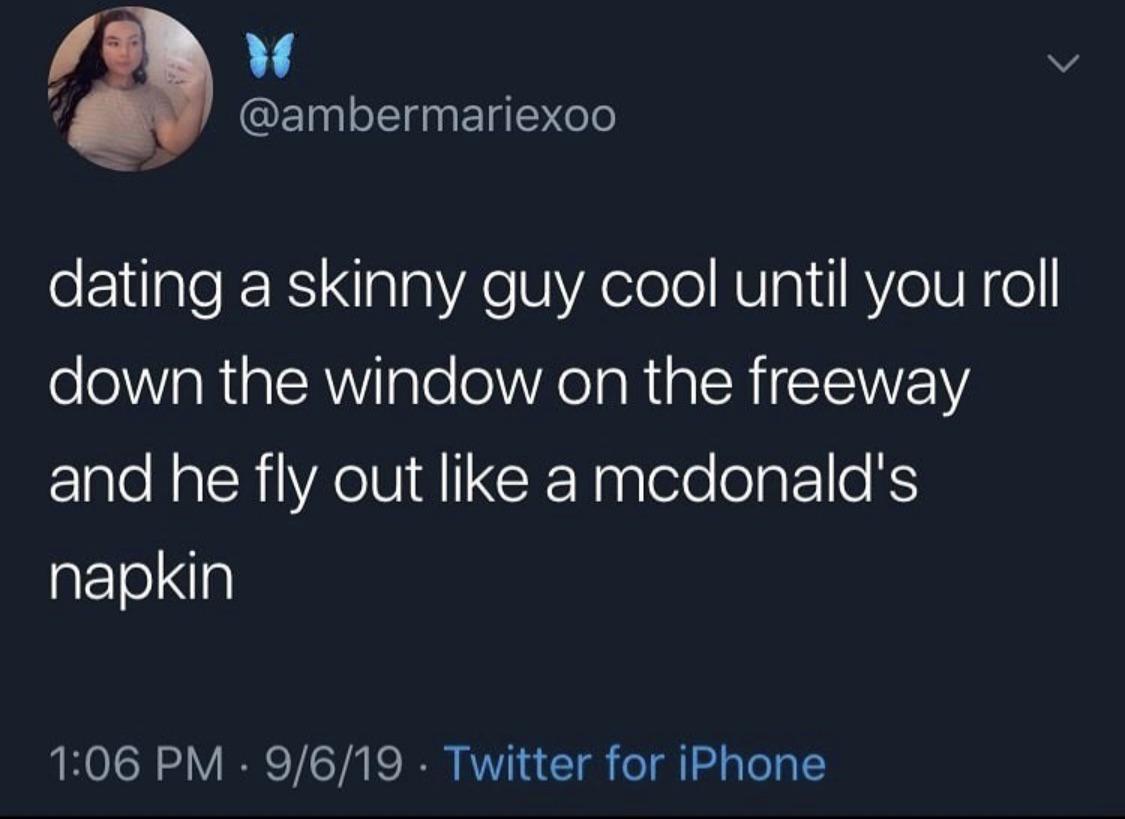 🦋
@ambermariexoo
dating a skinny guy cool until you roll
down the window on the freeway
and he fly out like a mcdonald's
napkin
1:06 PM · 9/6/19 · Twitter for iPhone